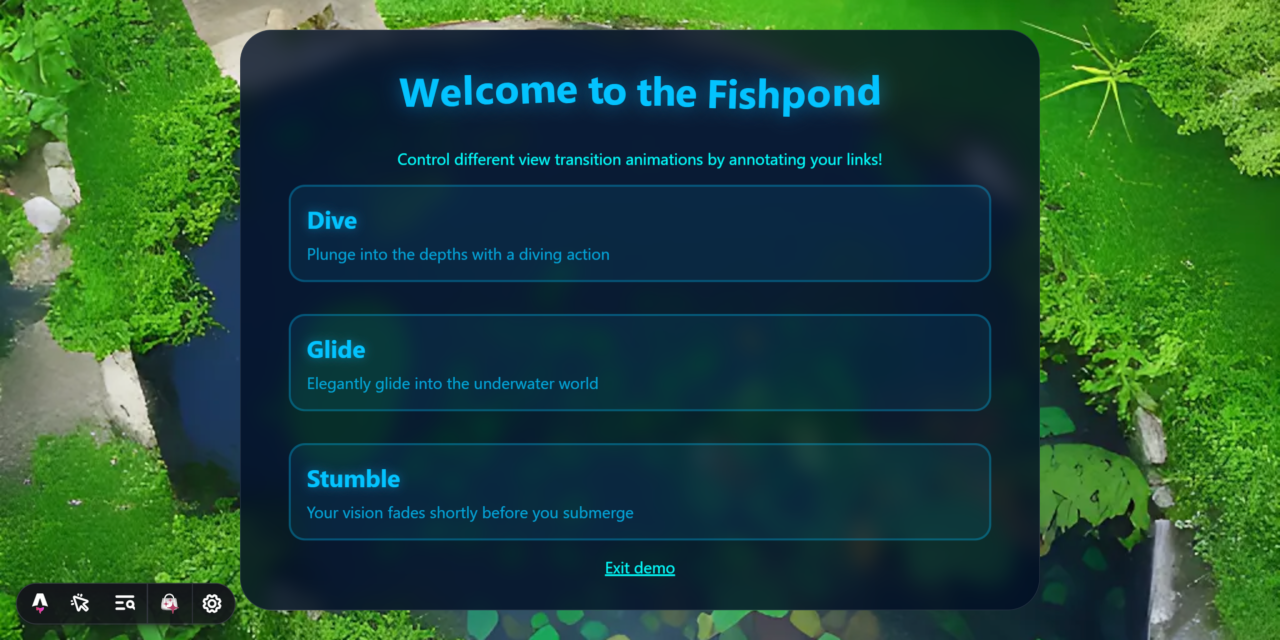 Welcome to the Fishpond
Control different view transition animations by annotating your links!
Dive
Plunge into the depths with a diving action
Glide
Elegantly glide into the underwater world
Stumble
Your vision fades shortly before you submerge
Exit demo